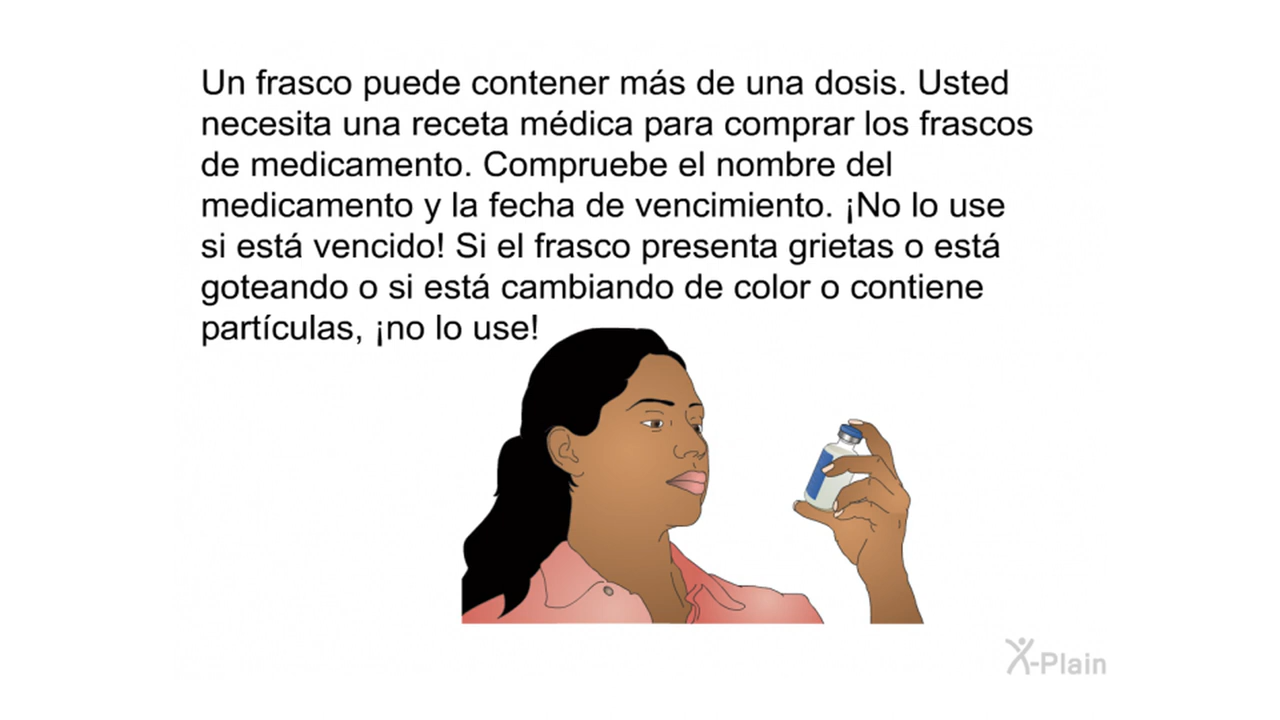 Un frasco puede contener más de una dosis. Usted
necesita una receta médica para comprar los frascos
de medicamento. Compruebe el nombre del
medicamento y la fecha de vencimiento. ¡No lo use
si está vencido! Si el frasco presenta grietas o está
goteando o si está cambiando de color o contiene
partículas, ¡no lo use!
X-Plain